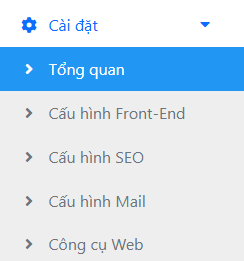 Cài đặt
Tổng quan
Cấu hình Front-End
Cấu hình SEO
Cấu hình Mail
Công cụ Web